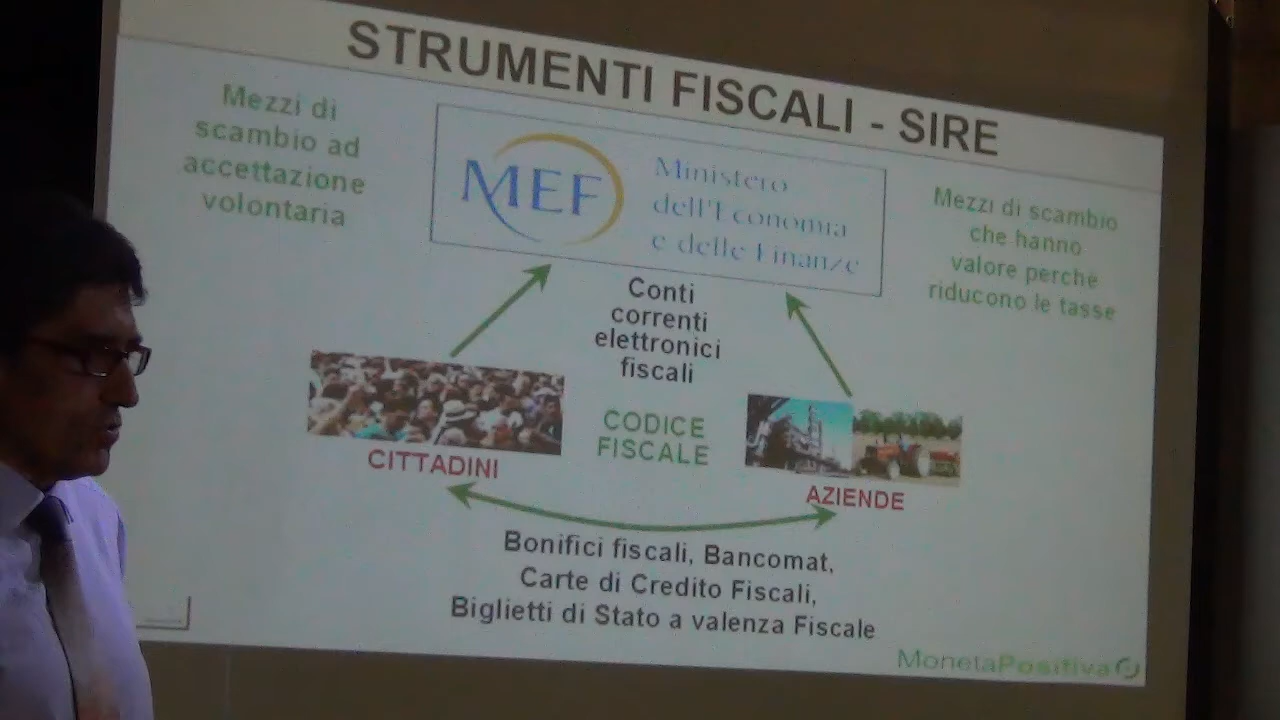 STRUMENTI FISCALI - SIRE
Mezzi di
scambio ad
accettazione
volontaria
MEF
Ministero
dell'Economia
e delle Finanze
Mezzi di scambio
che hanno
valore perché
riducono le tasse
Conti
correnti
elettronici
fiscali
CODICE
FISCALE
CITTADINI
AZIENDE
Bonifici fiscali, Bancomat,
Carte di Credito Fiscali,
Biglietti di Stato a valenza Fiscale
MonetaPositiva